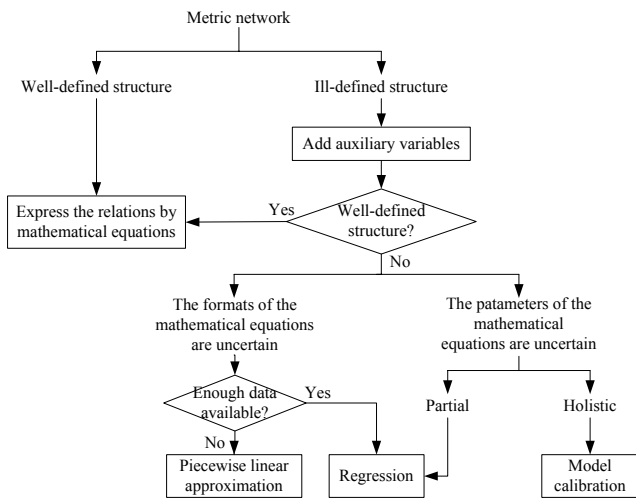 Metric network
Well-defined structure
Ill-defined structure
Add auxiliary variables
Express the relations by
mathematical equations
Yes
Well-defined
structure?
No
The formats of the
mathematical equations
are uncertain
The patameters of the
mathematical
equations are uncertain
Enough data
available?
Yes
Partial
Holistic
No
Piecewise linear
approximation
Regression
Model
calibration